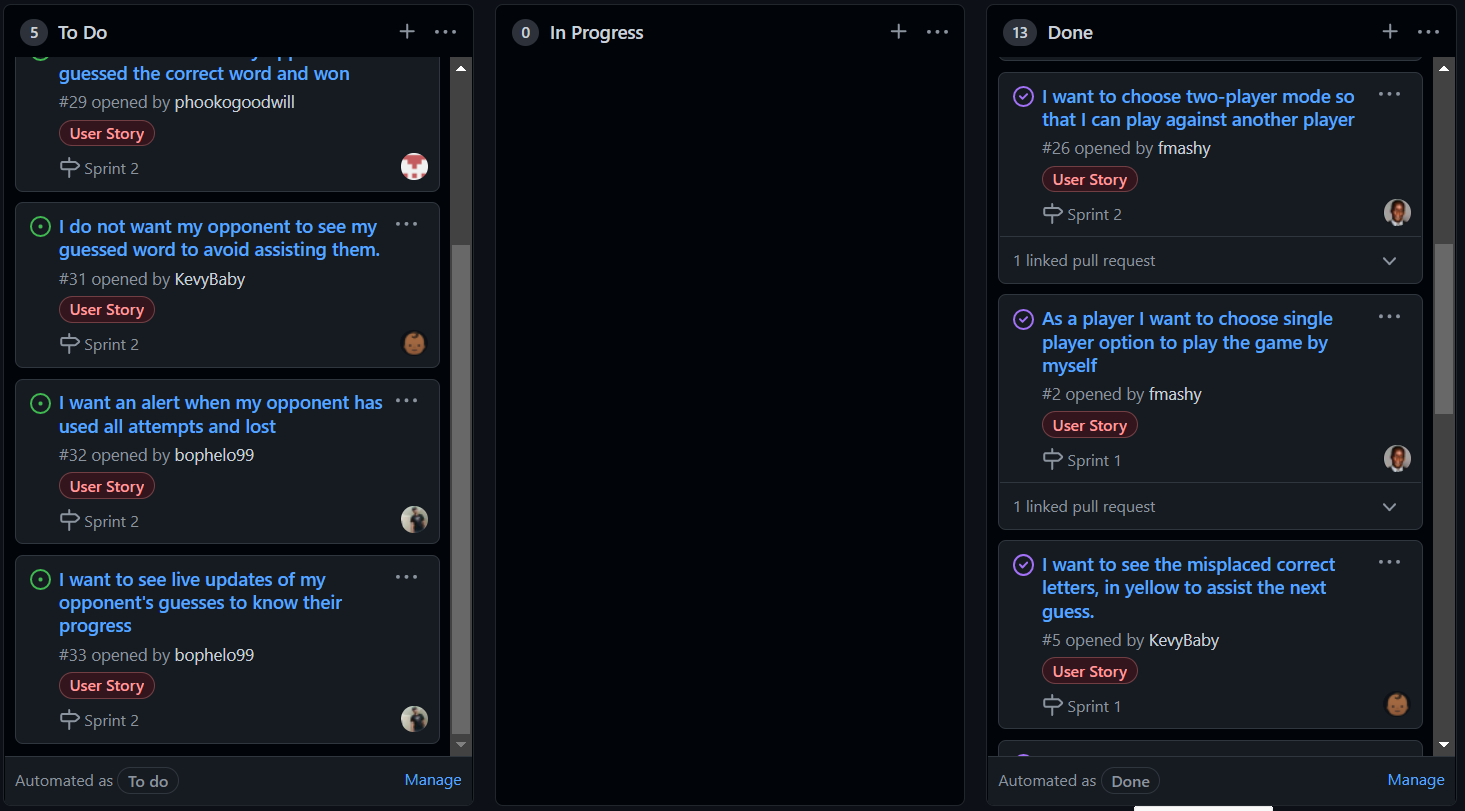 5 To Do
guessed the correct word and won
#29 opened by phookogoodwill
User Story
Sprint 2
I do not want my opponent to see my
guessed word to avoid assisting them.
#31 opened by KevyBaby
User Story
Sprint 2
I want an alert when my opponent has
used all attempts and lost
#32 opened by bophelo99
User Story
Sprint 2
I want to see live updates of my
opponent's guesses to know their
progress
#33 opened by bophelo99
User Story
Sprint 2
Automated as To do Manage
0 In Progress
13 Done
I want to choose two-player mode so
that I can play against another player
#26 opened by fmashy
User Story
Sprint 2
1 linked pull request
As a player I want to choose single
player option to play the game by
myself
#2 opened by fmashy
User Story
Sprint 1
1 linked pull request
I want to see the misplaced correct
letters, in yellow to assist the next
guess.
#5 opened by KevyBaby
User Story
Sprint 1
Automated as Done Manage